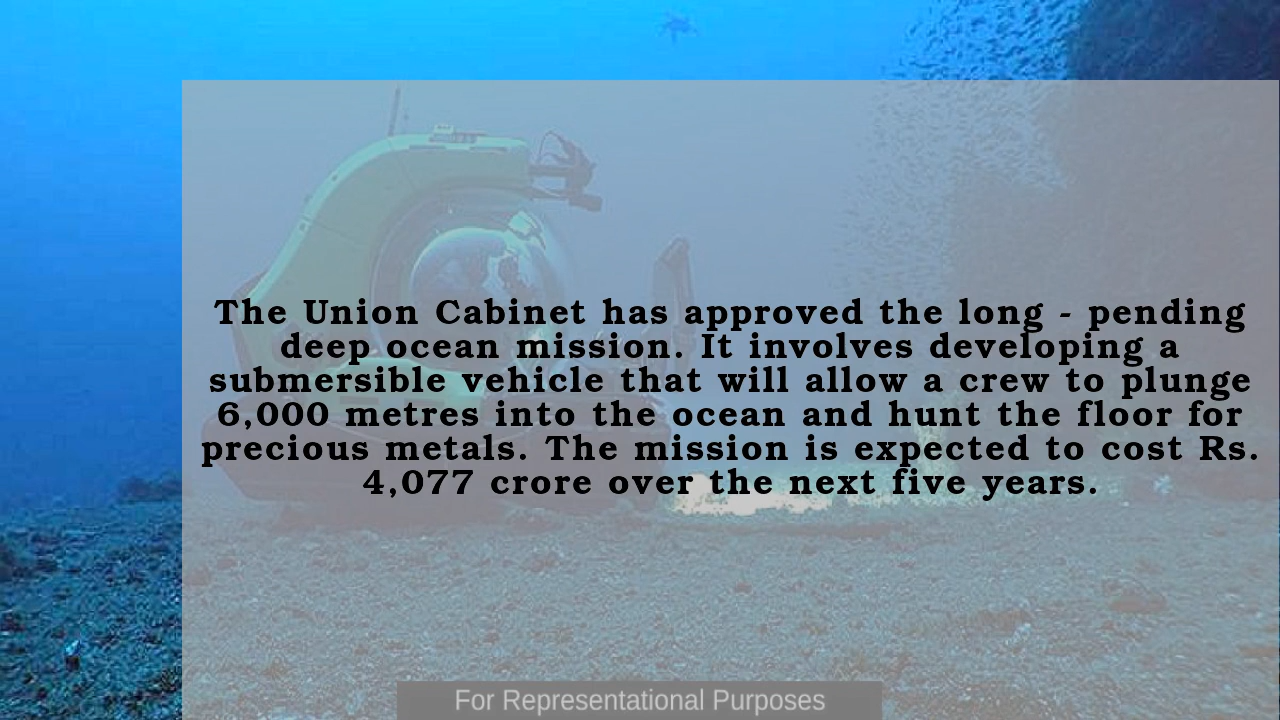 The Union Cabinet has approved the long - pending
deep ocean mission. It involves developing a
submersible vehicle that will allow a crew to plunge
6,000 metres into the ocean and hunt the floor for
precious metals. The mission is expected to cost Rs.
4,077 crore over the next five years.
For Representational Purposes